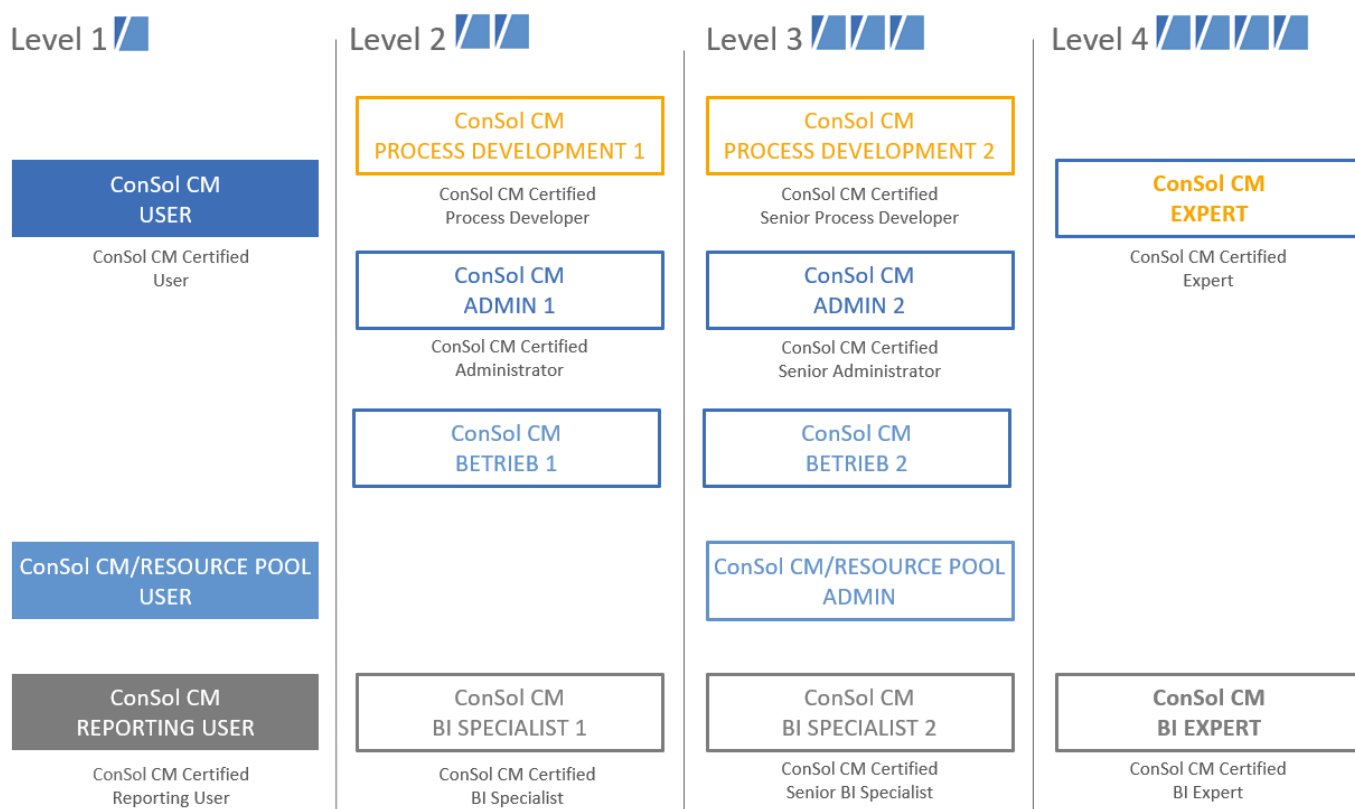 Level 1
ConSol CM
USER
ConSol CM Certified
User
ConSol CM/RESOURCE POOL
USER
ConSol CM
REPORTING USER
ConSol CM Certified
Reporting User
Level 2
ConSol CM
PROCESS DEVELOPMENT 1
ConSol CM Certified
Process Developer
ConSol CM
ADMIN 1
ConSol CM Certified
Administrator
ConSol CM
BETRIEB 1
ConSol CM
BI SPECIALIST 1
ConSol CM Certified
BI Specialist
Level 3
ConSol CM
PROCESS DEVELOPMENT 2
ConSol CM Certified
Senior Process Developer
ConSol CM
ADMIN 2
ConSol CM Certified
Senior Administrator
ConSol CM
BETRIEB 2
ConSol CM/RESOURCE POOL
ADMIN
ConSol CM
BI SPECIALIST 2
ConSol CM Certified
Senior BI Specialist
Level 4
ConSol CM
EXPERT
ConSol CM Certified
Expert
ConSol CM
BI EXPERT
ConSol CM Certified
BI Expert